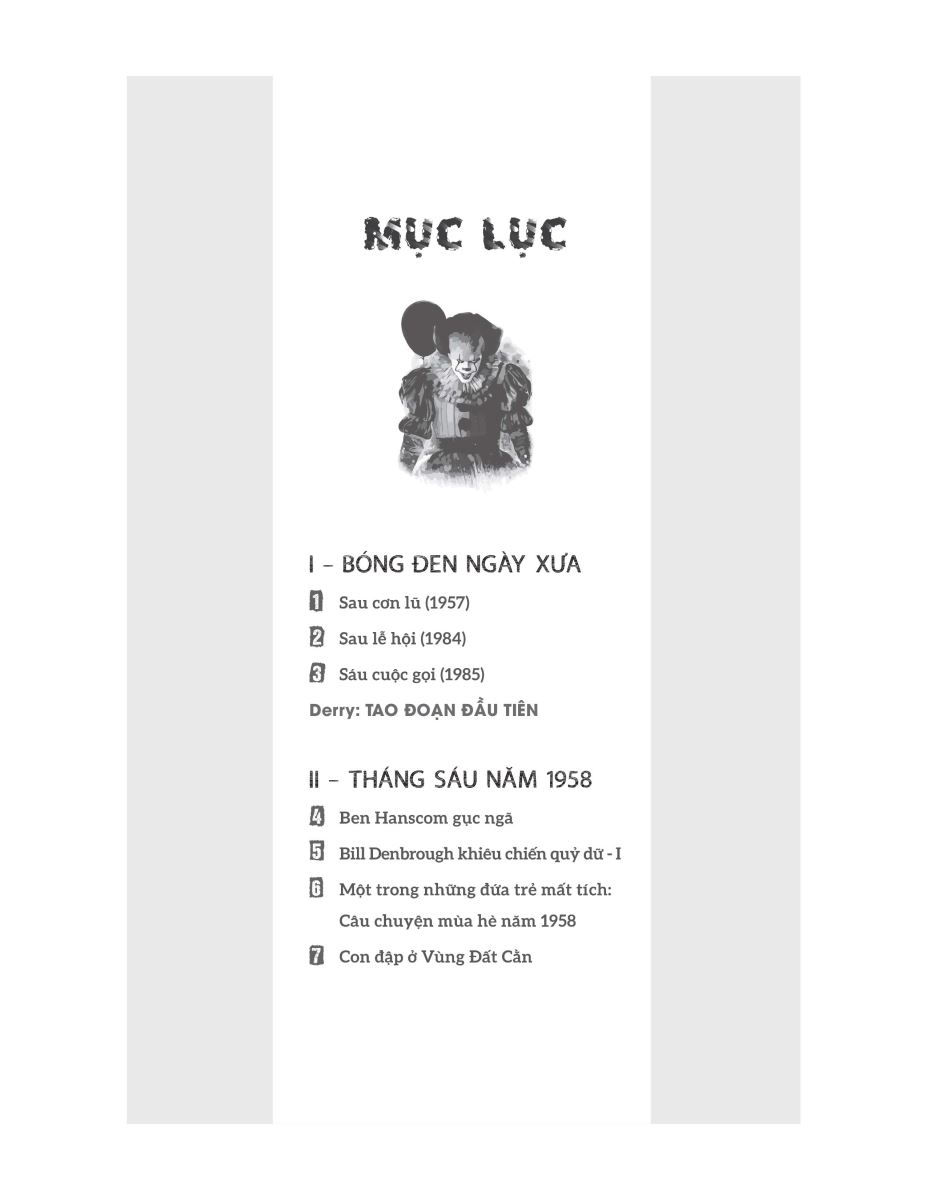 MỤC LỤC
I – BÓNG ĐEN NGÀY XƯA
1 Sau cơn lũ (1957)
2 Sau lễ hội (1984)
3 Sáu cuộc gọi (1985)
Derry: TAO ĐOẠN ĐẦU TIÊN
II – THÁNG SÁU NĂM 1958
4 Ben Hanscom gục ngã
5 Bill Denbrough khiêu chiến quỷ dữ - I
6 Một trong những đứa trẻ mất tích:
Câu chuyện mùa hè năm 1958
7 Con đập ở Vùng Đất Cằn